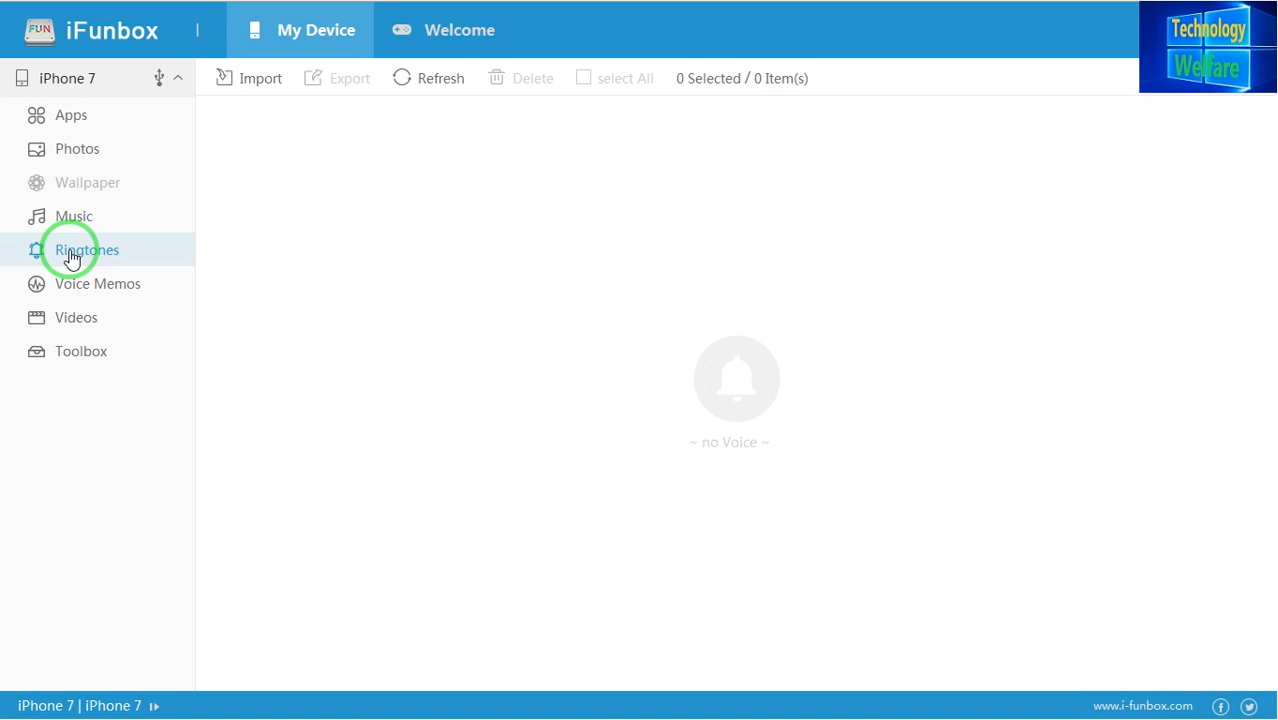 FUN iFunbox
My Device
Welcome
Technology
Welfare
iPhone 7
Import
Export
Refresh
Delete
select All
0 Selected / 0 Item(s)
Apps
Photos
Wallpaper
Music
Ringtones
Voice Memos
Videos
Toolbox
~ no Voice ~
iPhone 7 | iPhone 7
www.i-funbox.com